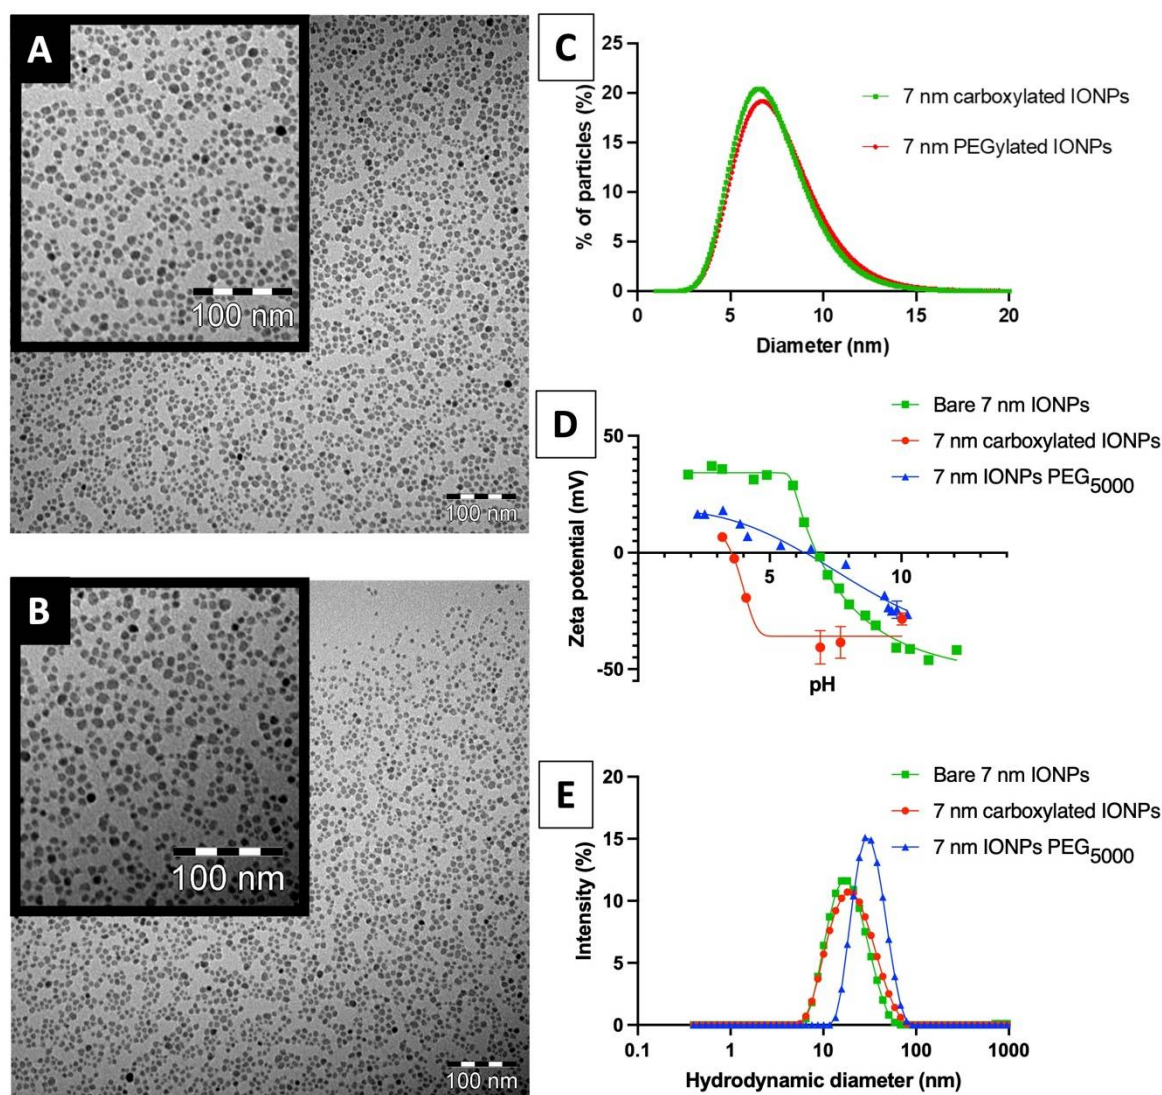 A
100 nm
100 nm
B
100 nm
100 nm
C
25
20
15
10
5
0
% of particles (%)
0
5
10
15
20
Diameter (nm)
7 nm carboxylated IONPs
7 nm PEGylated IONPs
D
50
0
-50
Zeta potential (mV)
5
10
pH
Bare 7 nm IONPs
7 nm carboxylated IONPs
7 nm IONPs PEG5000
E
20
15
10
5
0
Intensity (%)
0.1
1
10
100
1000
Hydrodynamic diameter (nm)
Bare 7 nm IONPs
7 nm carboxylated IONPs
7 nm IONPs PEG5000